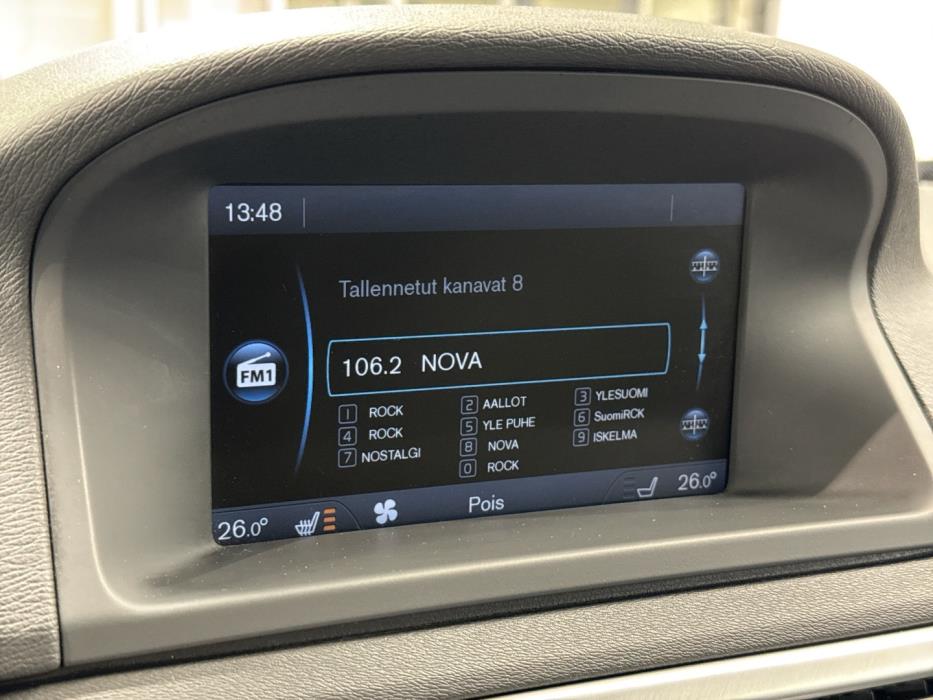 13:48
Tallennetut kanavat 8
FM1
106.2 NOVA
1 ROCK 2 AALLOT 3 YLESUOMI
4 ROCK 5 YLE PUHE 6 SuomiRCK
7 NOSTALGI 8 NOVA 9 ISKELMA
0 ROCK
26.0° Pois 26.0°